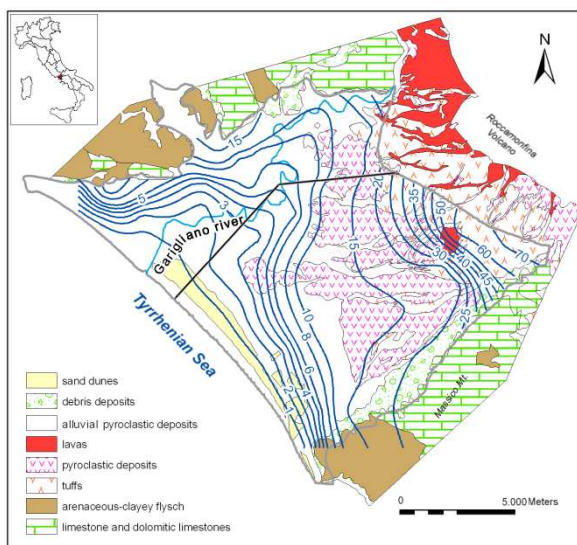 N
Roccamonfina
Volcano
15
5
3
Garigliano river
20
35
50
60
70
30
40
45
15
25
10
8
6
4
2
1
Tyrrhenian Sea
Massico Mt.
sand dunes
debris deposits
alluvial pyroclastic deposits
lavas
pyroclastic deposits
tuffs
arenaceous-clayey flysch
limestone and dolomitic limestones
0
5.000 Meters